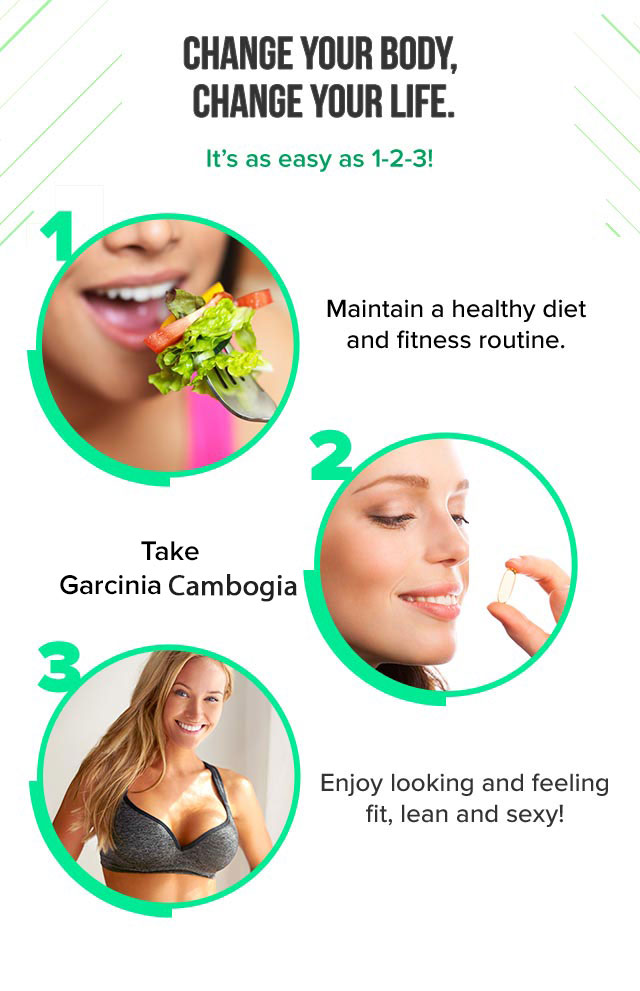 CHANGE YOUR BODY,
CHANGE YOUR LIFE.
It's as easy as 1-2-3!
1
Maintain a healthy diet
and fitness routine.
2
Take
Garcinia Cambogia
3
Enjoy looking and feeling
fit, lean and sexy!